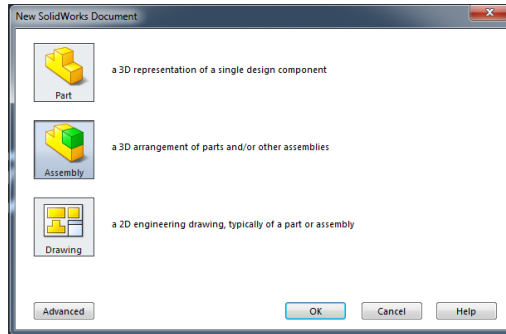 New SolidWorks Document
Part
a 3D representation of a single design component
Assembly
a 3D arrangement of parts and/or other assemblies
Drawing
a 2D engineering drawing, typically of a part or assembly
Advanced
OK
Cancel
Help